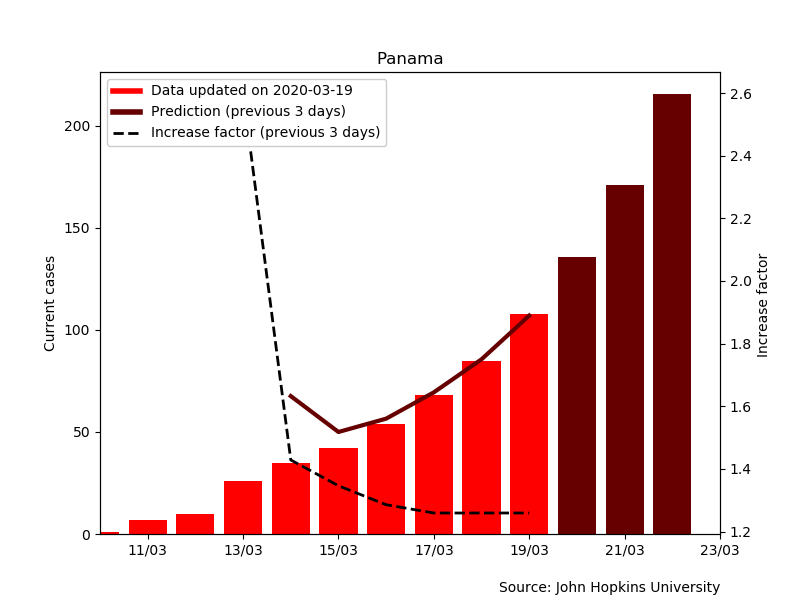 Panama
Data updated on 2020-03-19
Prediction (previous 3 days)
Increase factor (previous 3 days)
Current cases
200
150
100
50
0
2.6
2.4
2.2
2.0
1.8
1.6
1.4
1.2
Increase factor
11/03 13/03 15/03 17/03 19/03 21/03 23/03
Source: John Hopkins University